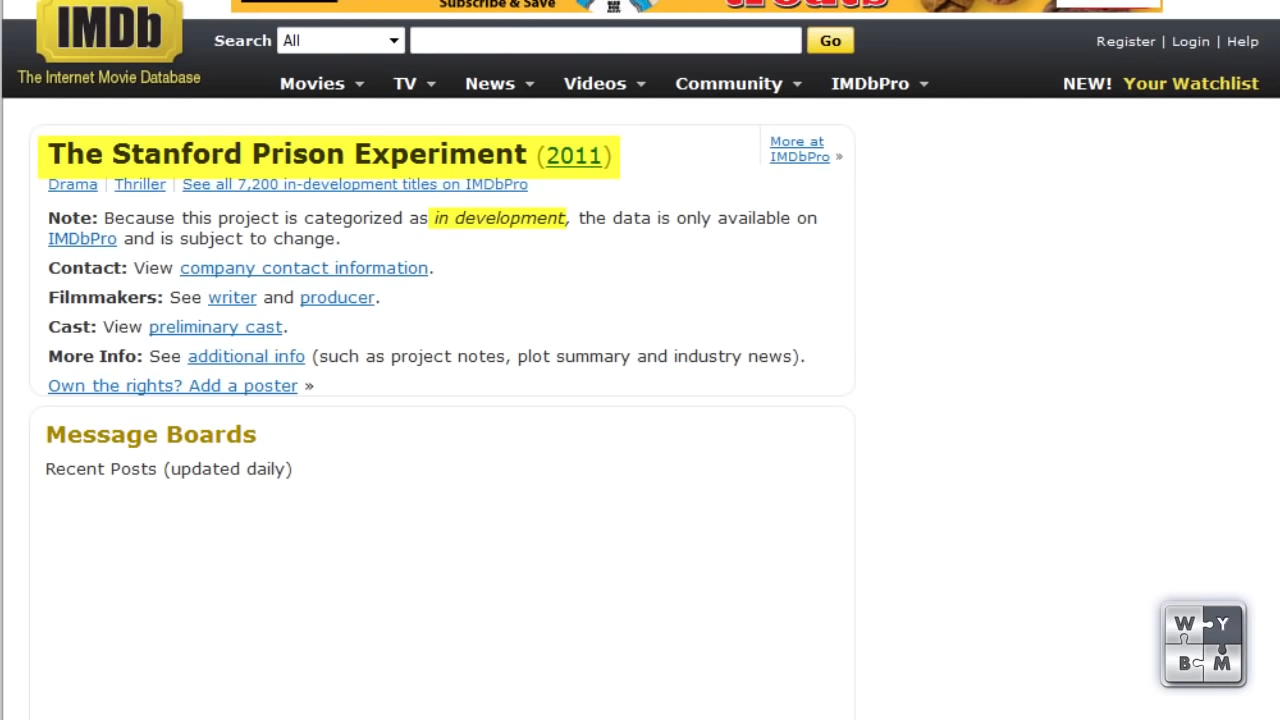 Subscribe & Save
treats
IMDb
The Internet Movie Database
Search All Go
Register | Login | Help
Movies TV News Videos Community IMDbPro NEW! Your Watchlist
The Stanford Prison Experiment (2011)
More at
IMDbPro »
Drama | Thriller | See all 7,200 in-development titles on IMDbPro
Note: Because this project is categorized as in development, the data is only available on
IMDbPro and is subject to change.
Contact: View company contact information.
Filmmakers: See writer and producer.
Cast: View preliminary cast.
More Info: See additional info (such as project notes, plot summary and industry news).
Own the rights? Add a poster »
Message Boards
Recent Posts (updated daily)
W Y
B M